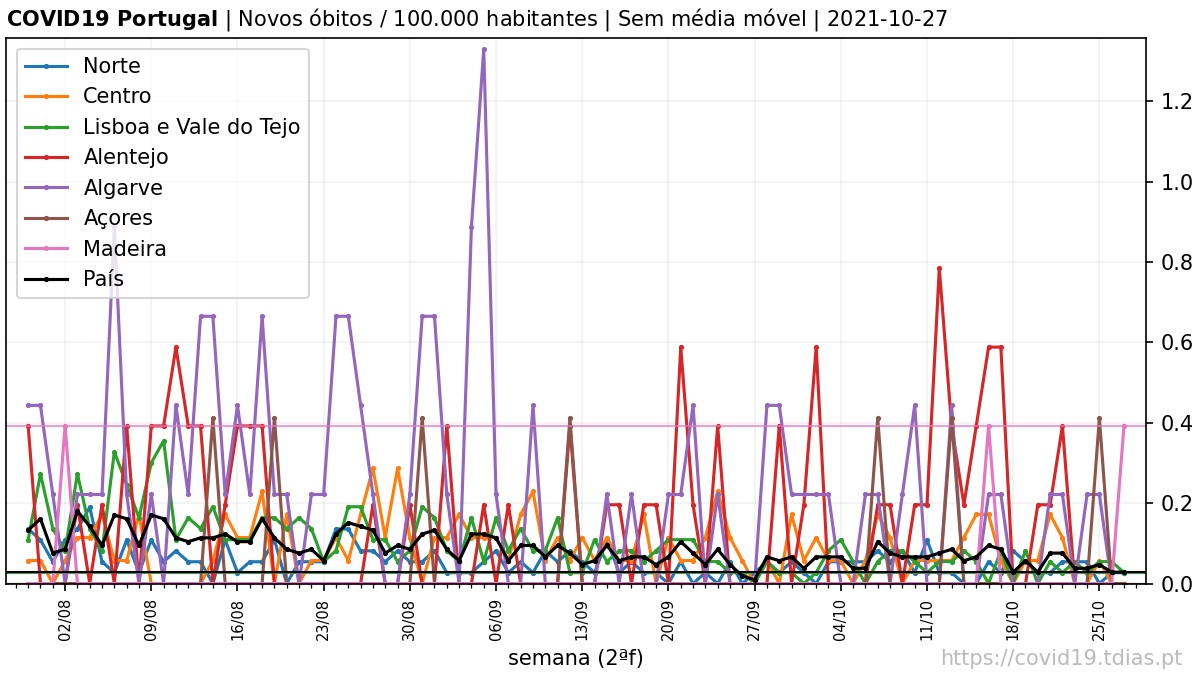 COVID19 Portugal | Novos óbitos / 100.000 habitantes | Sem média móvel | 2021-10-27
Norte
Centro
Lisboa e Vale do Tejo
Alentejo
Algarve
Açores
Madeira
País
1.2
1.0
0.8
0.6
0.4
0.2
0.0
02/08 09/08 16/08 23/08 30/08 06/09 13/09 20/09 27/09 04/10 11/10 18/10 25/10
semana (2ªf)
https://covid19.tdias.pt